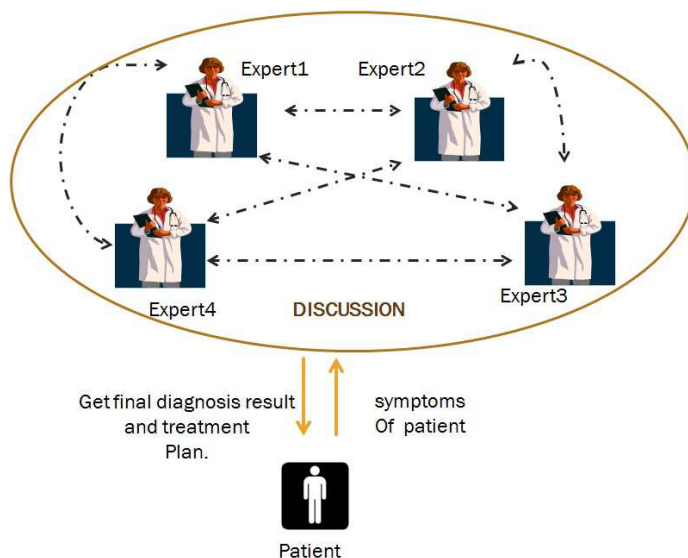 Expert1
Expert2
Expert4
Expert3
DISCUSSION
Get final diagnosis result
and treatment
Plan.
symptoms
Of patient
Patient